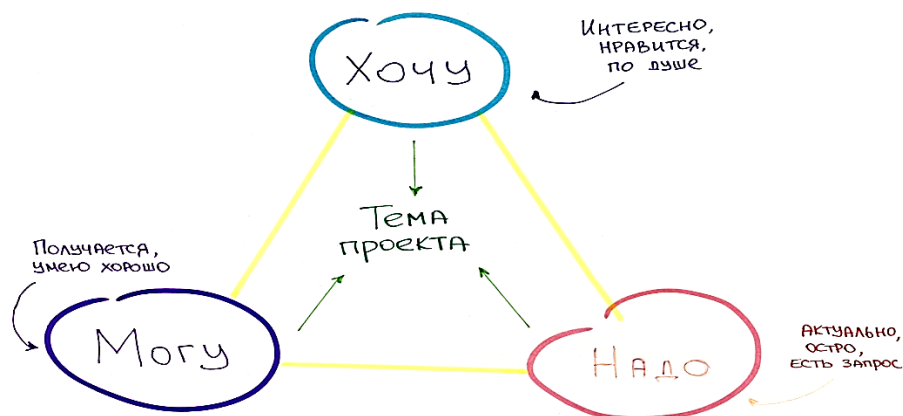 Хочу
Интересно,
нравится,
по душе
Тема
проекта
Получается,
умею хорошо
Могу
Надо
Актуально,
остро,
есть запрос